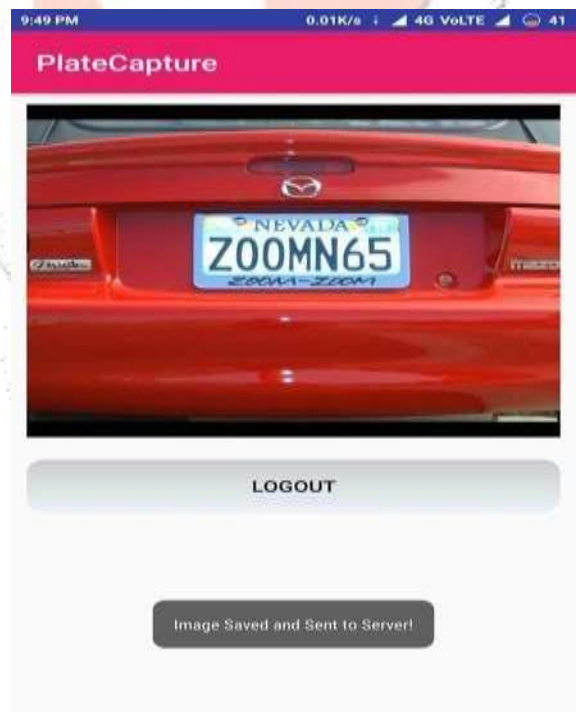 9:49 PM 0.01K/s 4G VoLTE 41
PlateCapture
NEVADA
ZOOMN65
ZOOM-ZOOM
LOGOUT
Image Saved and Sent to Server!